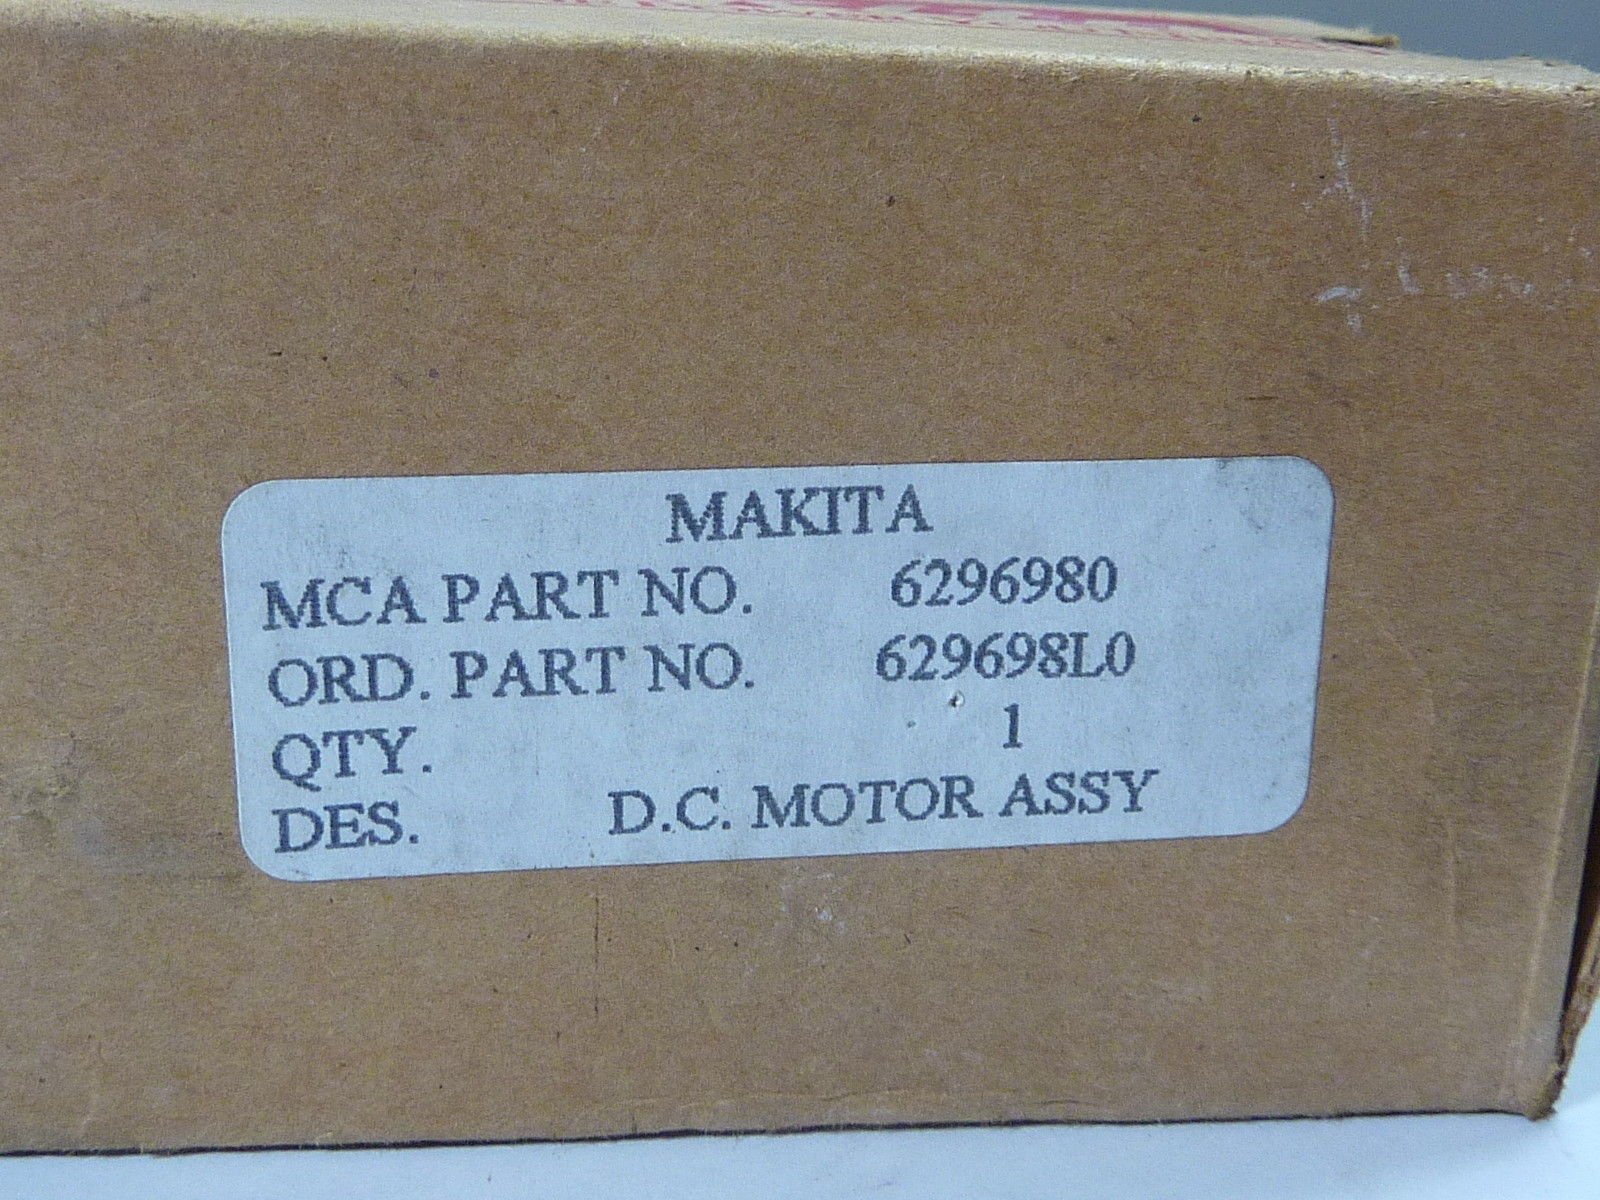 MAKITA
MCA PART NO. 6296980
ORD. PART NO. 629698L0
QTY. 1
DES. D.C. MOTOR ASSY